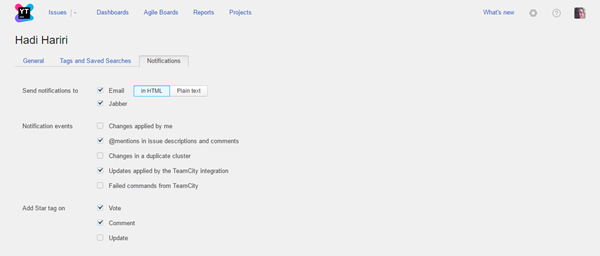 YT
Issues Dashboards Agile Boards Reports Projects What's new
Hadi Hariri
General Tags and Saved Searches Notifications
Send notifications to Email in HTML Plain text
Jabber
Notification events Changes applied by me
@mentions in issue descriptions and comments
Changes in a duplicate cluster
Updates applied by the TeamCity integration
Failed commands from TeamCity
Add Star tag on Vote
Comment
Update